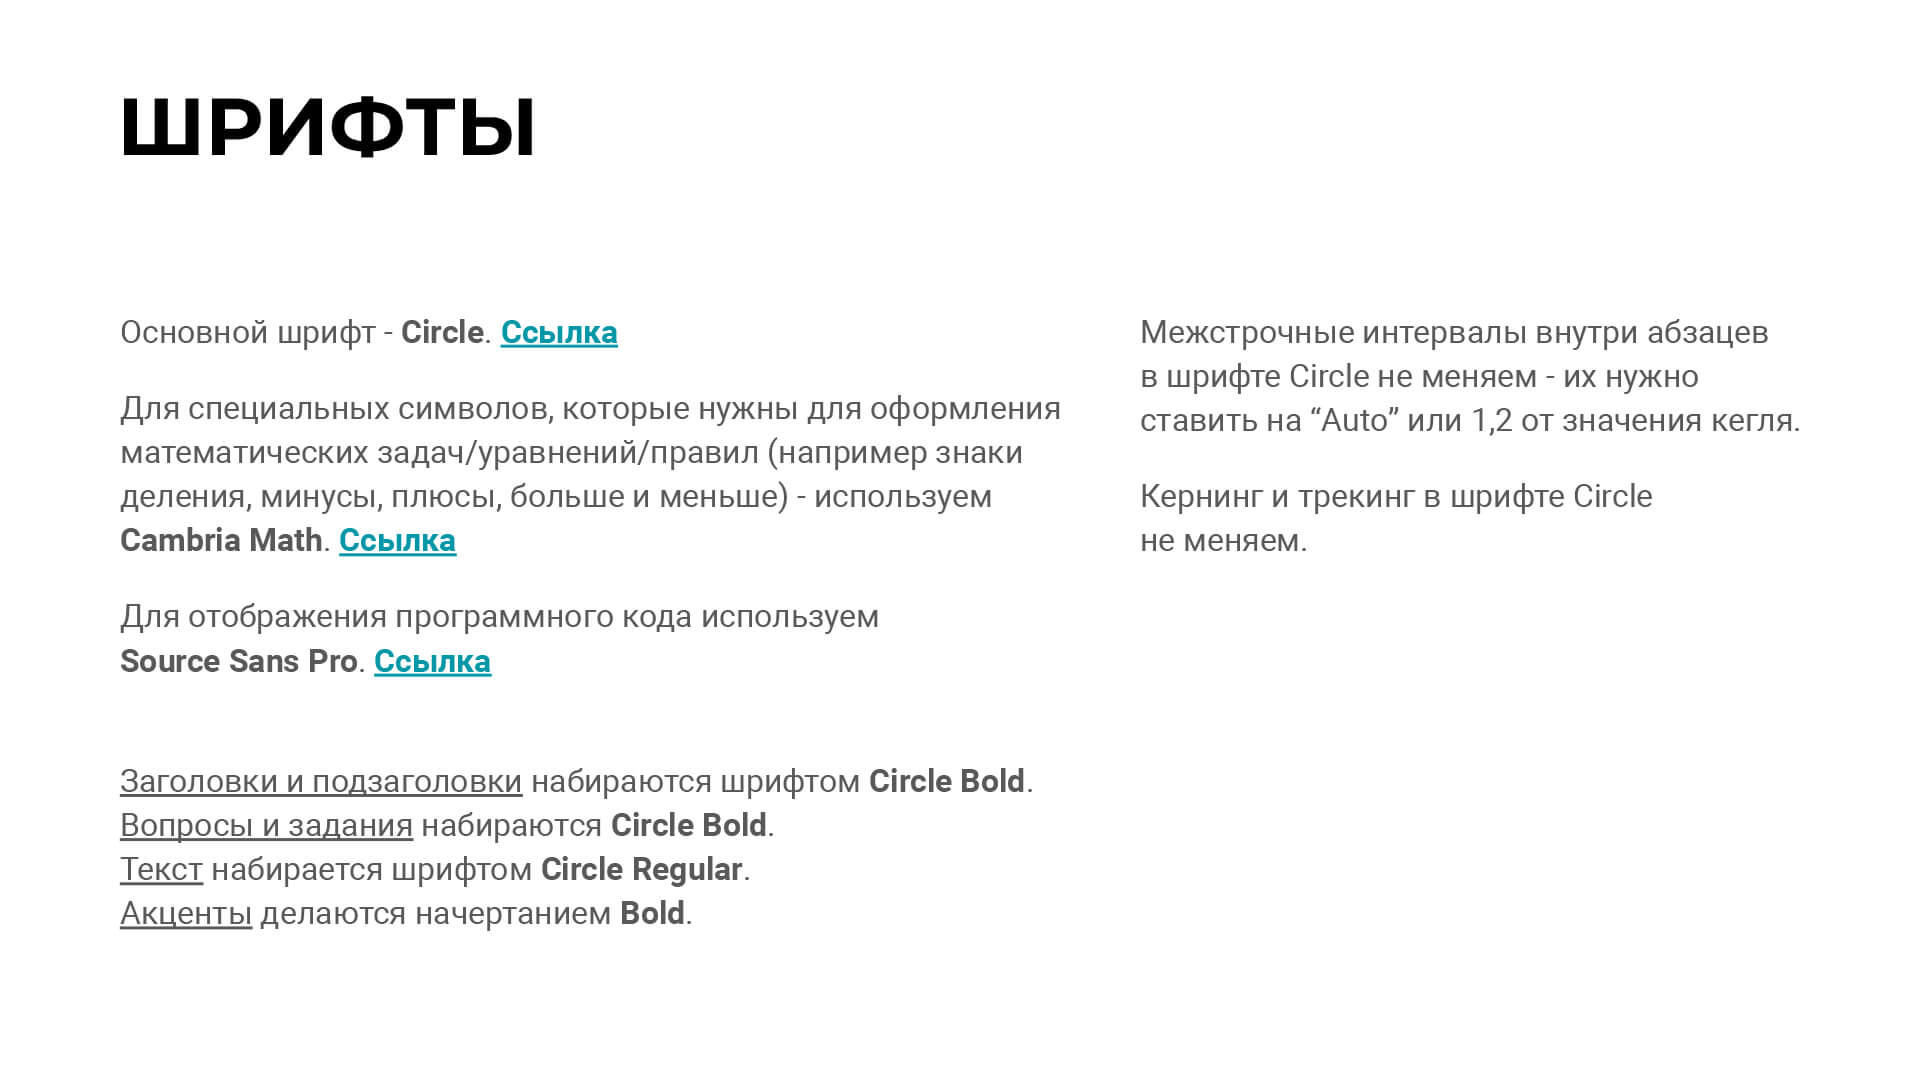 ШРИФТЫ
Основной шрифт - Circle. Ссылка
Для специальных символов, которые нужны для оформления
математических задач/уравнений/правил (например знаки
деления, минусы, плюсы, больше и меньше) - используем
Cambria Math. Ссылка
Для отображения программного кода используем
Source Sans Pro. Ссылка
Заголовки и подзаголовки набираются шрифтом Circle Bold.
Вопросы и задания набираются Circle Bold.
Текст набирается шрифтом Circle Regular.
Акценты делаются начертанием Bold.
Межстрочные интервалы внутри абзацев
в шрифте Circle не меняем - их нужно
ставить на “Auto” или 1,2 от значения кегля.
Кернинг и трекинг в шрифте Circle
не меняем.